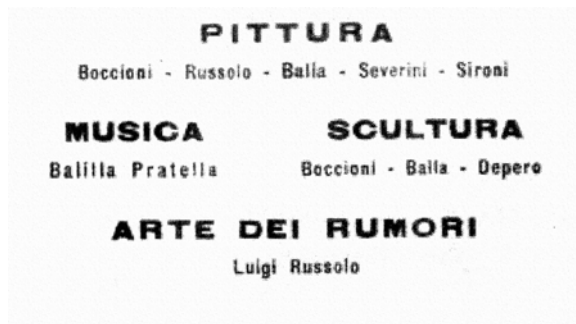 PITTURA
Boccioni - Russolo - Balla - Severini - Sironi
MUSICA
Balilla Pratella
SCULTURA
Boccioni - Balla - Depero
ARTE DEI RUMORI
Luigi Russolo